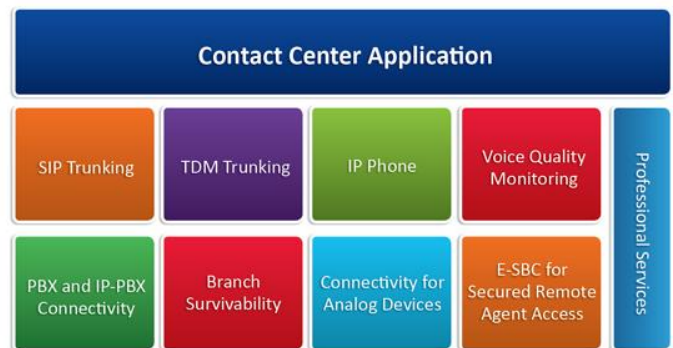 Contact Center Application
SIP Trunking
TDM Trunking
IP Phone
Voice Quality
Monitoring
Professional Services
PBX and IP-PBX
Connectivity
Branch
Survivability
Connectivity for
Analog Devices
E-SBC for
Secured Remote
Agent Access